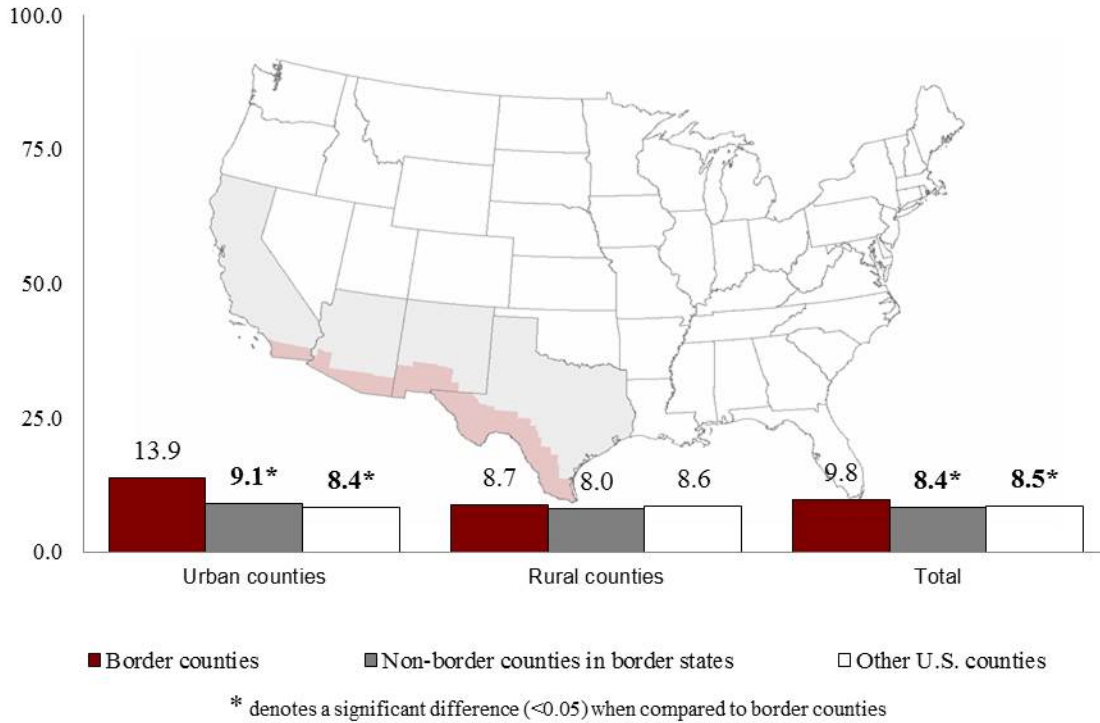 100.0
75.0
50.0
25.0
0.0
13.9
9.1*
8.4*
8.7
8.0
8.6
9.8
8.4*
8.5*
Urban counties
Rural counties
Total
Border counties
Non-border counties in border states
Other U.S. counties
* denotes a significant difference (<0.05) when compared to border counties